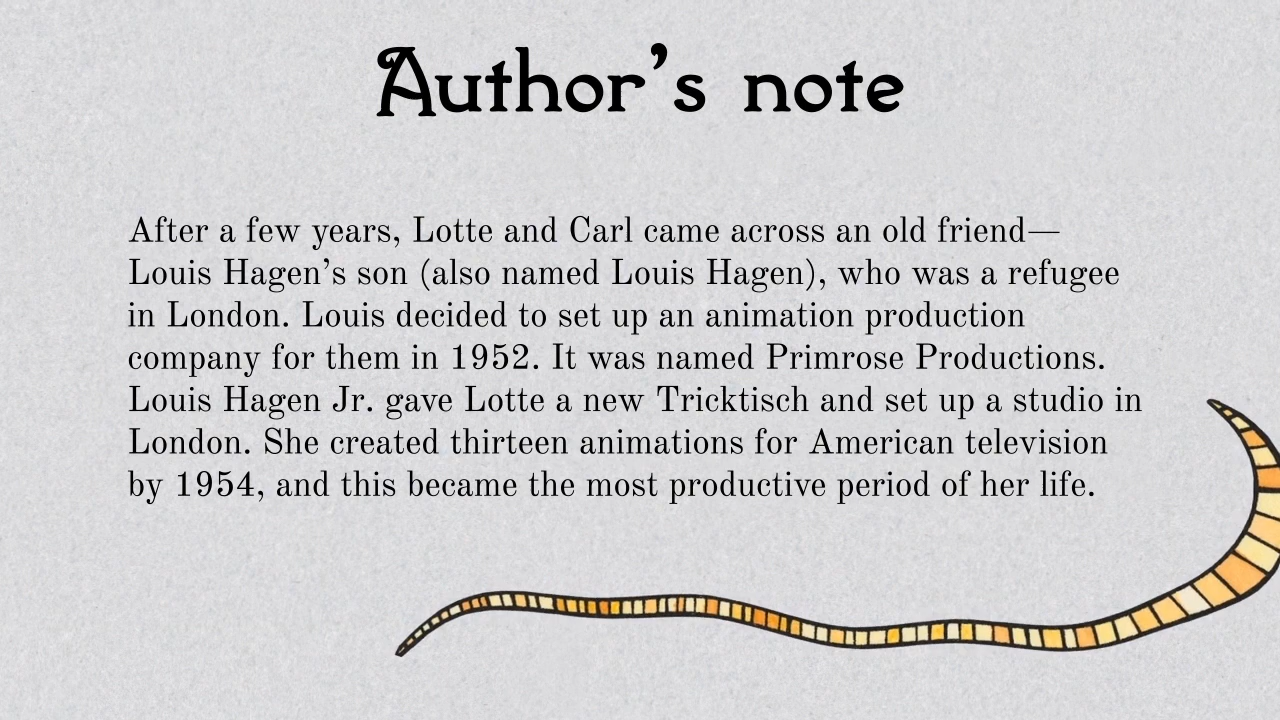 Author’s note
After a few years, Lotte and Carl came across an old friend—
Louis Hagen’s son (also named Louis Hagen), who was a refugee
in London. Louis decided to set up an animation production
company for them in 1952. It was named Primrose Productions.
Louis Hagen Jr. gave Lotte a new Tricktisch and set up a studio in
London. She created thirteen animations for American television
by 1954, and this became the most productive period of her life.